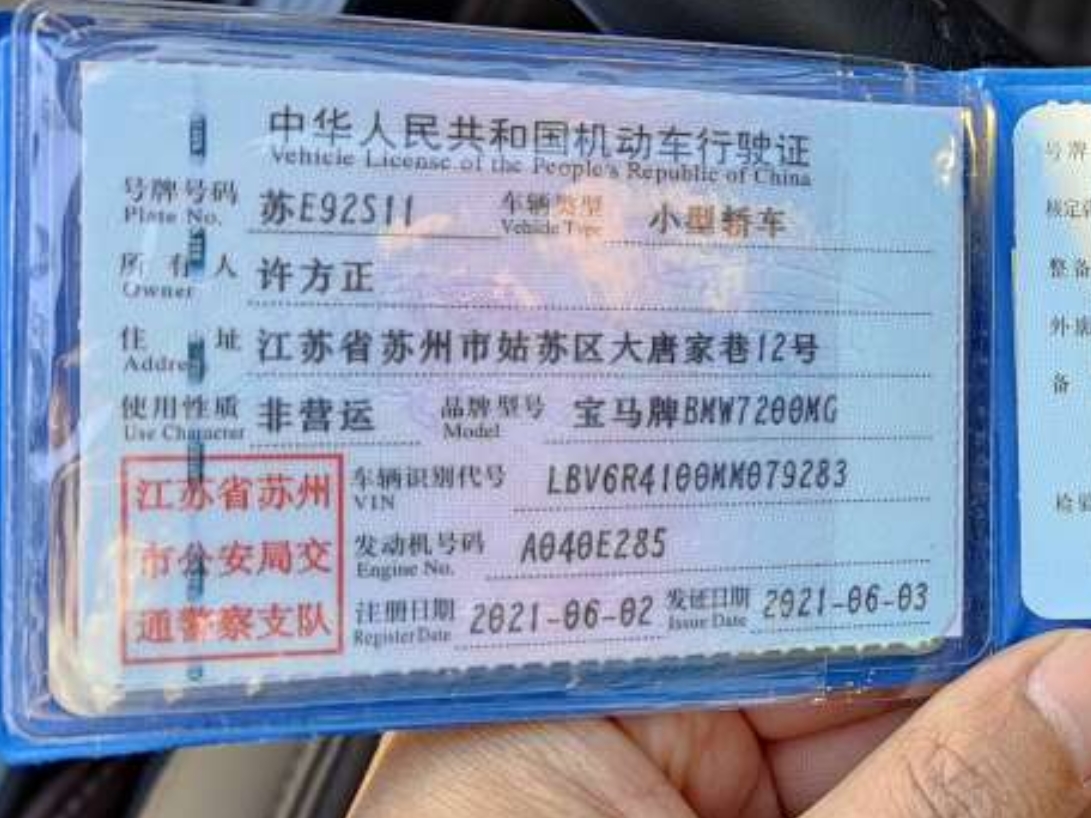 中华人民共和国机动车行驶证
Vehicle License of the People's Republic of China
号牌号码 苏E92S11 车辆类型 小型轿车
Plate No. Vehicle Type
所有人 许方正
Owner
住址 江苏省苏州市姑苏区大唐家巷12号
Address
使用性质 非营运 品牌型号 宝马牌BMW7200MG
Use Character Model
江苏省苏州
市公安局交
通警察支队
车辆识别代号 LBV6R4100MM079283
VIN
发动机号码 A040E285
Engine No.
注册日期 2021-06-02 发证日期 2021-06-03
Register Date Issue Date
号牌
核定
整备
备